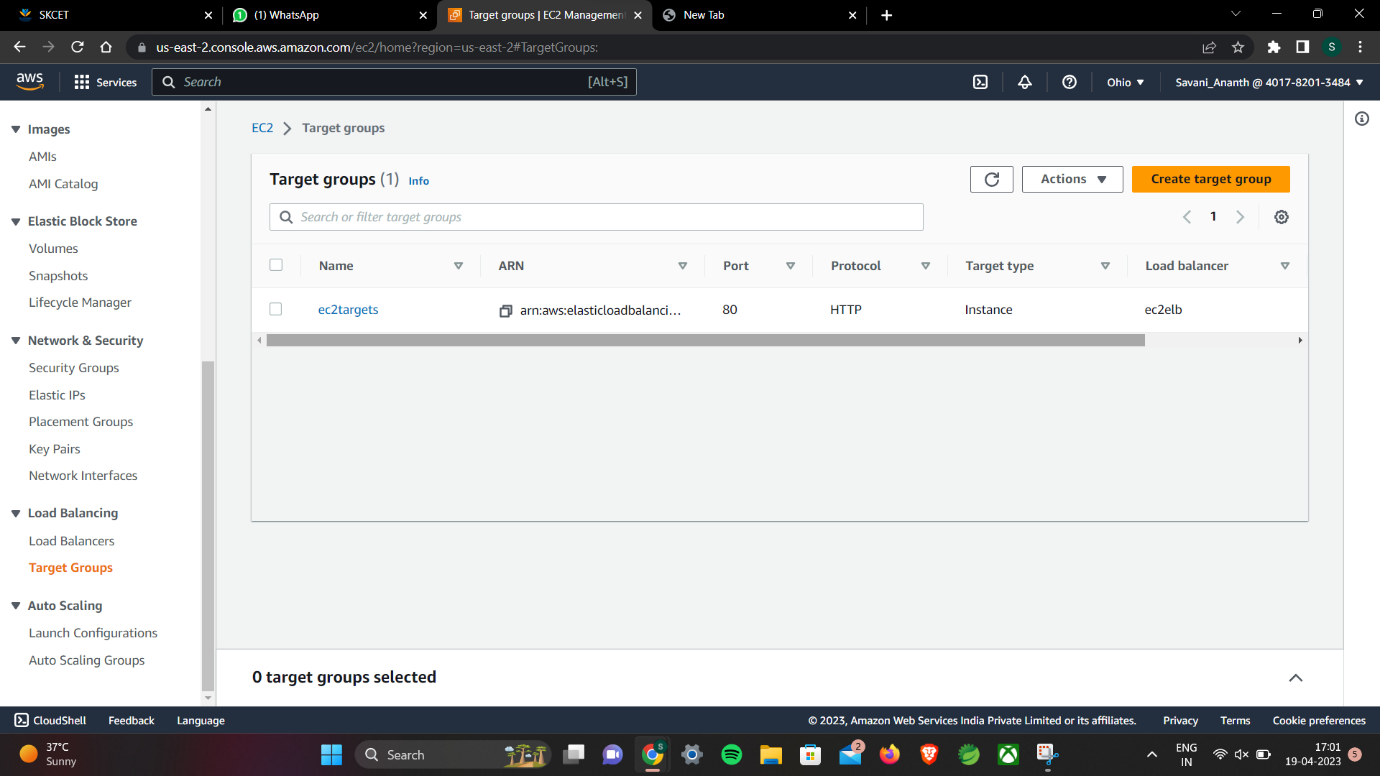 SKCET
(1) WhatsApp
Target groups | EC2 Management
New Tab
us-east-2.console.aws.amazon.com/ec2/home?region=us-east-2#TargetGroups:
S
aws
Services
Search
[Alt+S]
Ohio
Savani_Ananth @ 4017-8201-3484
Images
AMIs
AMI Catalog
Elastic Block Store
Volumes
Snapshots
Lifecycle Manager
Network & Security
Security Groups
Elastic IPs
Placement Groups
Key Pairs
Network Interfaces
Load Balancing
Load Balancers
Target Groups
Auto Scaling
Launch Configurations
Auto Scaling Groups
EC2 > Target groups
Target groups (1) Info
Actions
Create target group
Search or filter target groups
1
Name ARN Port Protocol Target type Load balancer
ec2targets arn:aws:elasticloadbalanci... 80 HTTP Instance ec2elb
0 target groups selected
CloudShell Feedback Language
© 2023, Amazon Web Services India Private Limited or its affiliates. Privacy Terms Cookie preferences
37°C
Sunny
Search
S
2
ENG
IN
17:01
19-04-2023
5